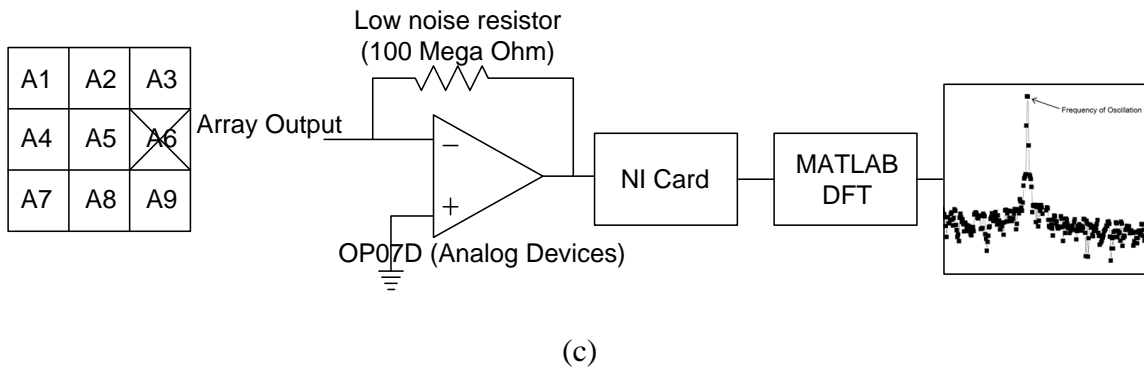 Low noise resistor
(100 Mega Ohm)
A1 A2 A3
A4 A5 A6
A7 A8 A9
Array Output
−
+
OP07D (Analog Devices)
NI Card
MATLAB
DFT
Frequency of Oscillation
(c)